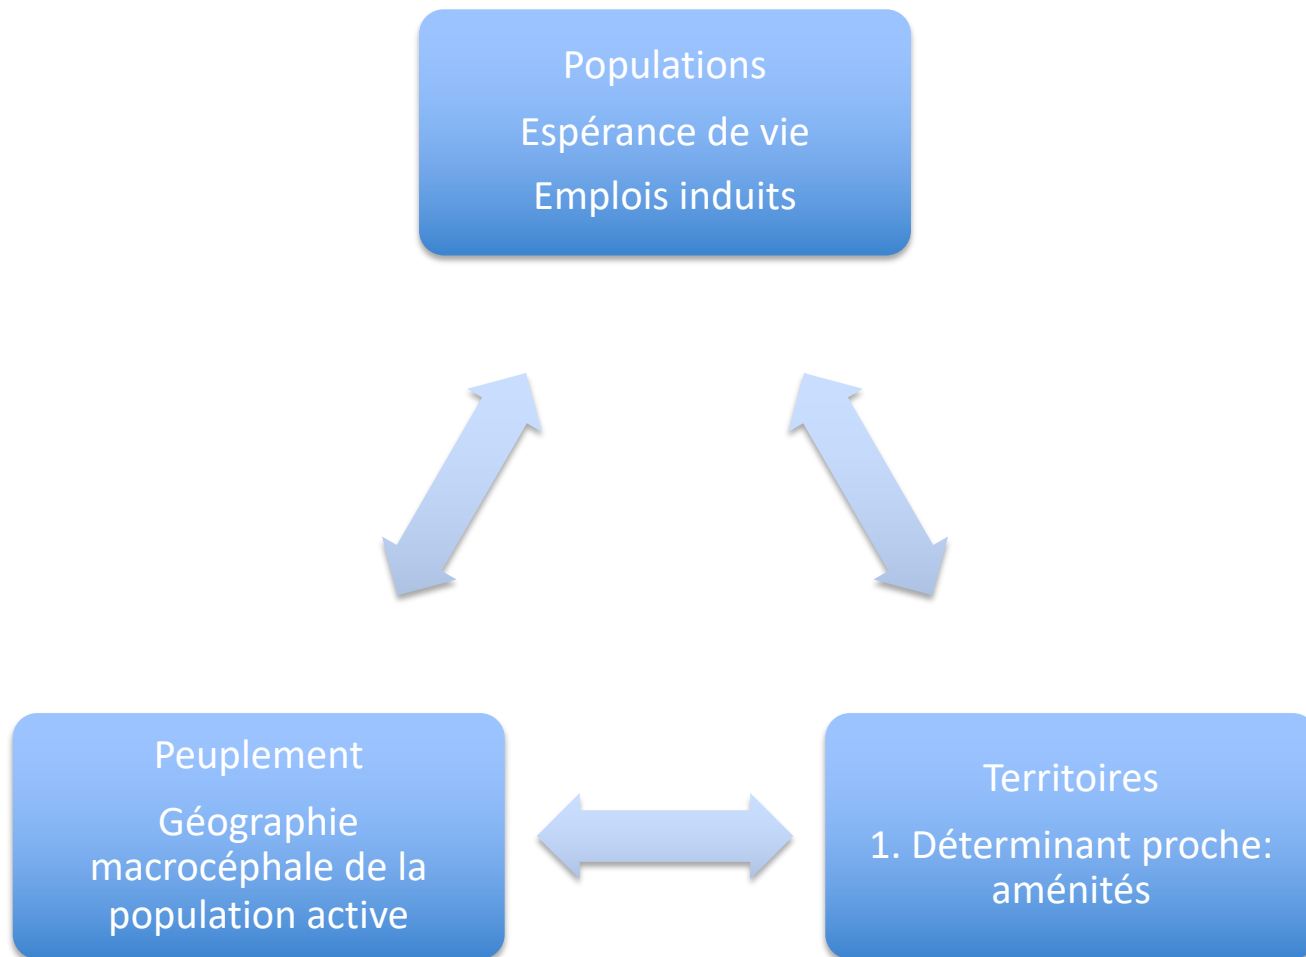 Populations
Espérance de vie
Emplois induits
Peuplement
Géographie
macrocéphale de la
population active
Territoires
1. Déterminant proche:
aménités